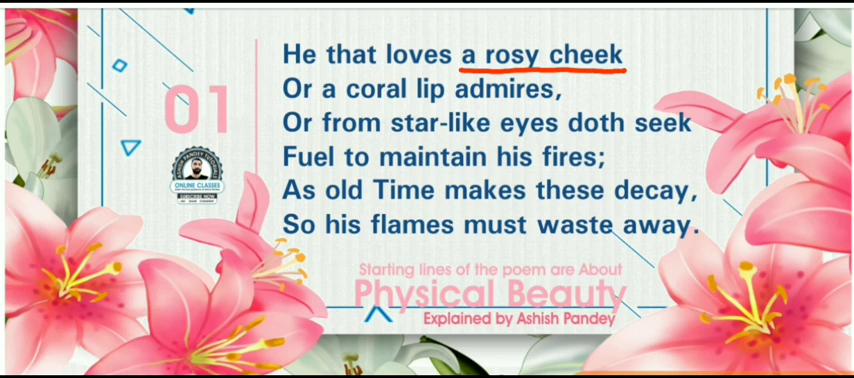 01
He that loves a rosy cheek
Or a coral lip admires,
Or from star-like eyes doth seek
Fuel to maintain his fires;
As old Time makes these decay,
So his flames must waste away.
ONLINE CLASSES
SUBSCRIBE NOW
Starting lines of the poem are About
Physical Beauty
Explained by Ashish Pandey